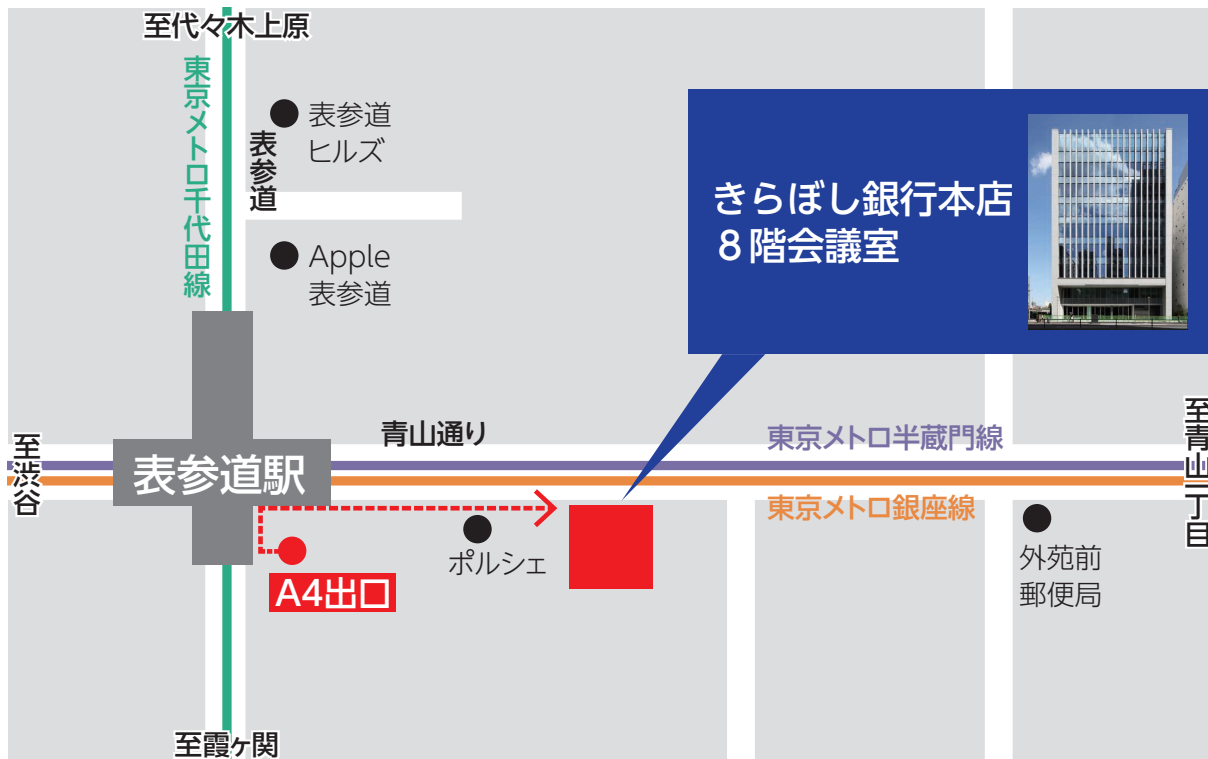 至代々木上原
東京メトロ千代田線
表参道
ヒルズ
表参道
Apple
表参道
きらぼし銀行本店
8階会議室
至渋谷
表参道駅
青山通り
東京メトロ半蔵門線
東京メトロ銀座線
至青山一丁目
A4出口
ポルシェ
外苑前
郵便局
至霞ヶ関